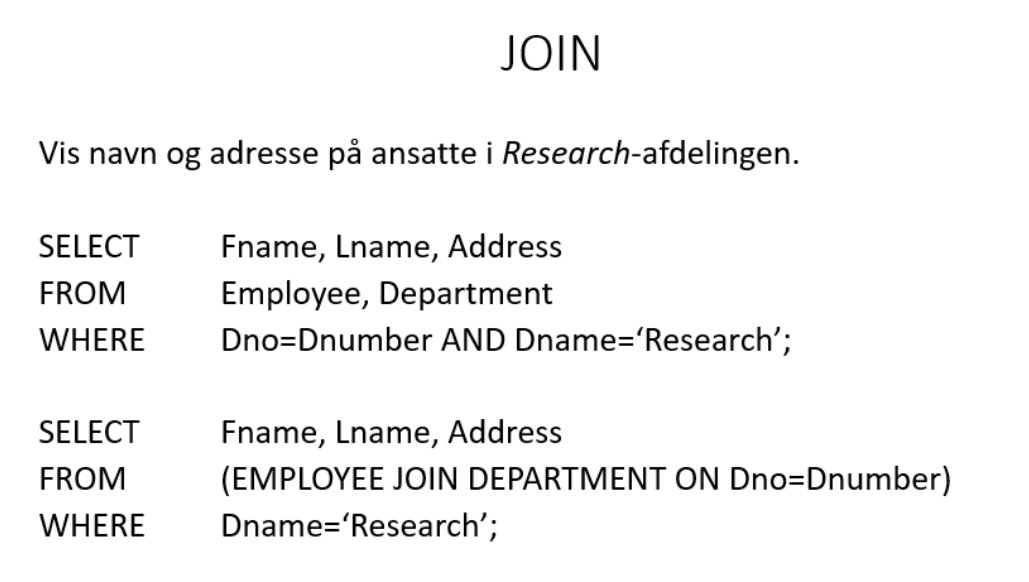 JOIN
Vis navn og adresse på ansatte i Research-afdelingen.
SELECT Fname, Lname, Address
FROM Employee, Department
WHERE Dno=Dnumber AND Dname=‘Research’;
SELECT Fname, Lname, Address
FROM (EMPLOYEE JOIN DEPARTMENT ON Dno=Dnumber)
WHERE Dname=‘Research’;